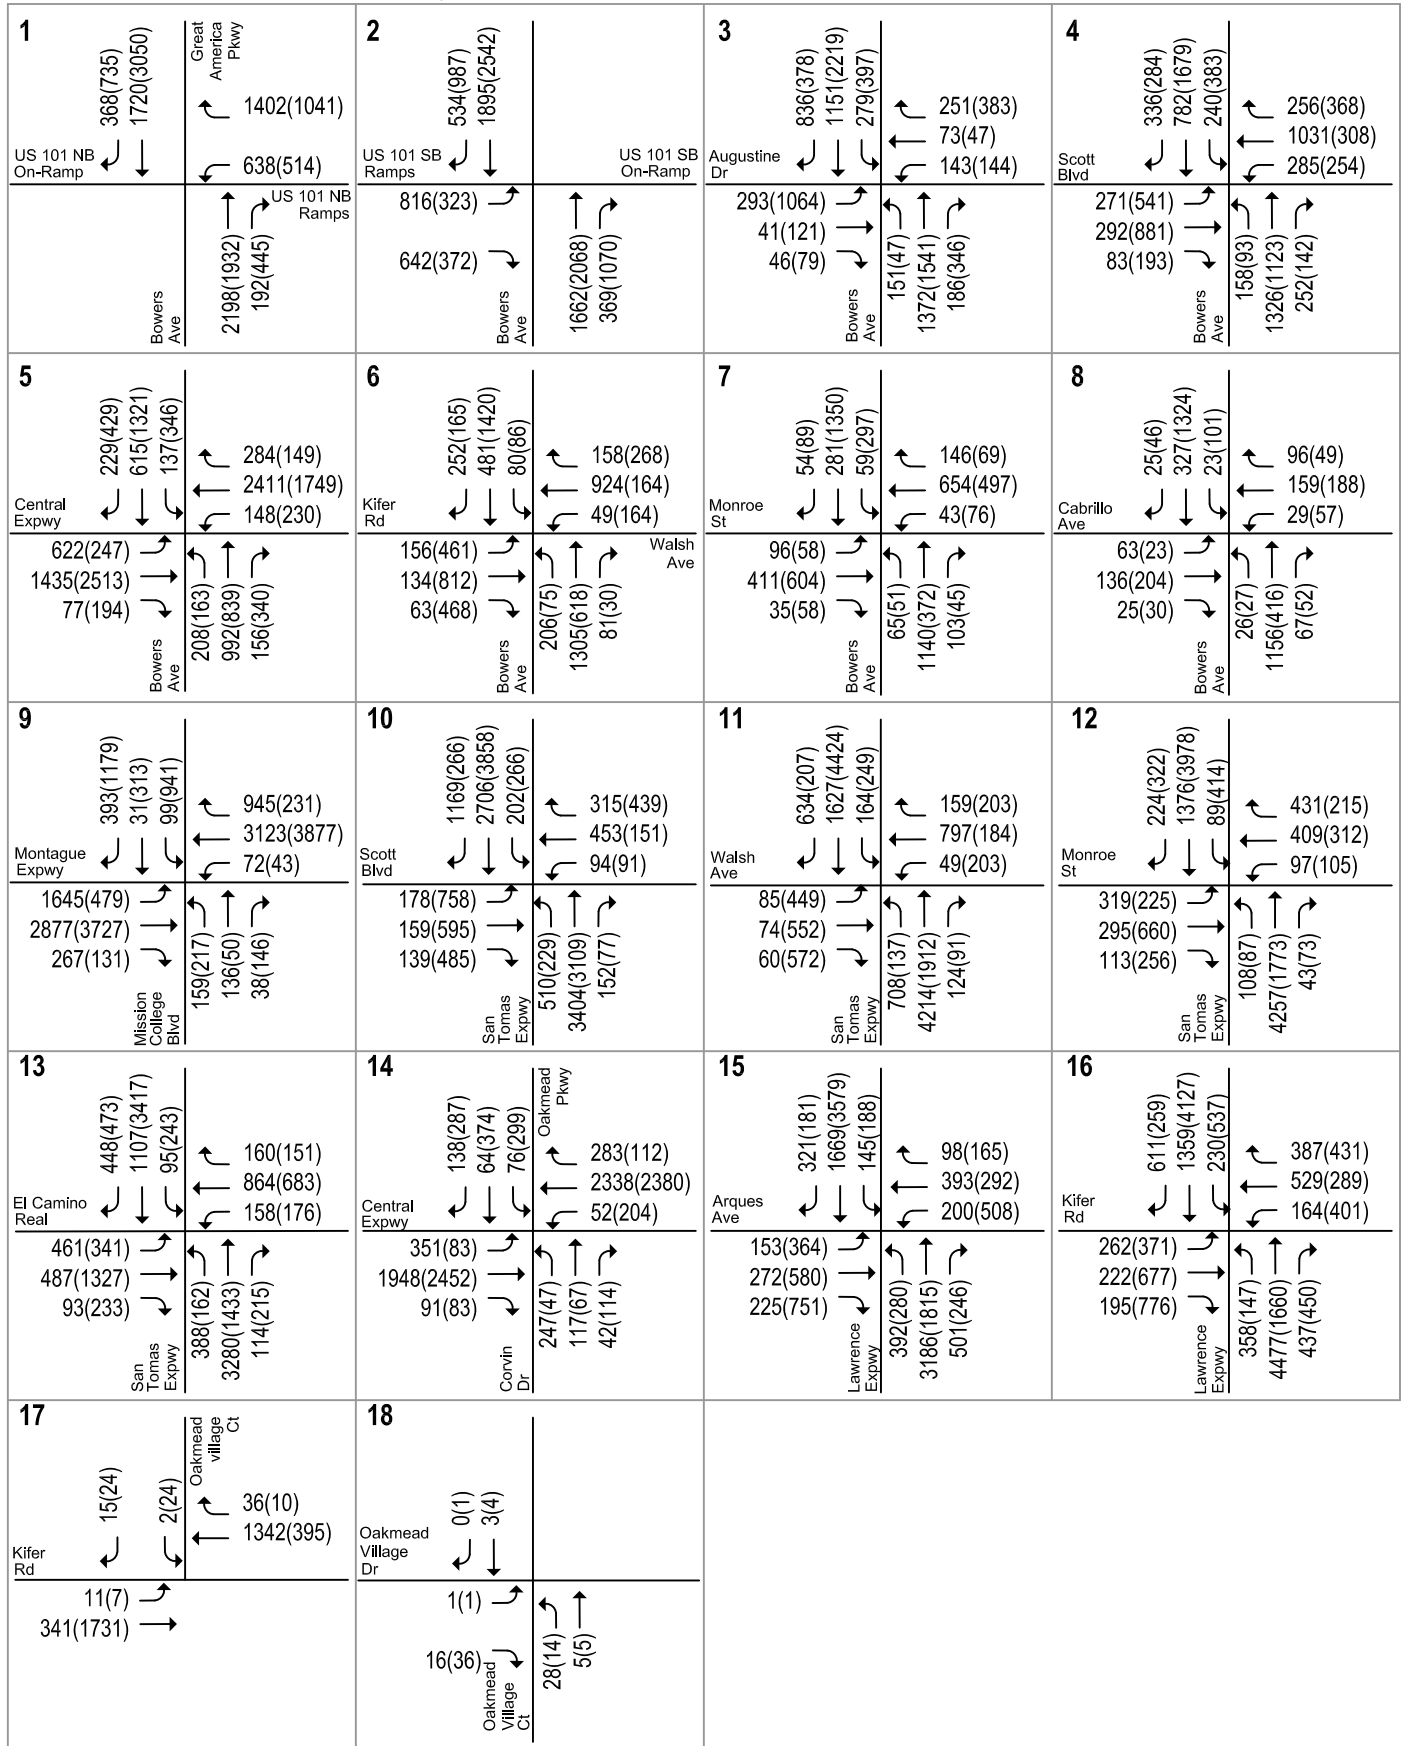 1
368(735)
1720(3050)
Great
America
Pkwy
1402(1041)
638(514)
US 101 NB
On-Ramp
US 101 NB
Ramps
2198(1932)
192(445)
Bowers
Ave
2
534(987)
1895(2542)
US 101 SB
Ramps
US 101 SB
On-Ramp
816(323)
642(372)
1662(2068)
369(1070)
Bowers
Ave
3
836(378)
1151(2219)
279(397)
251(383)
73(47)
143(144)
Augustine
Dr
293(1064)
41(121)
46(79)
151(47)
1372(1541)
186(346)
Bowers
Ave
4
336(284)
782(1679)
240(383)
256(368)
1031(308)
285(254)
Scott
Blvd
271(541)
292(881)
83(193)
158(93)
1326(1123)
252(142)
Bowers
Ave
5
229(429)
615(1321)
137(346)
284(149)
2411(1749)
148(230)
Central
Expwy
622(247)
1435(2513)
77(194)
208(163)
992(839)
156(340)
Bowers
Ave
6
252(165)
481(1420)
80(86)
158(268)
924(164)
49(164)
Kifer
Rd
Walsh
Ave
156(461)
134(812)
63(468)
206(75)
1305(618)
81(30)
Bowers
Ave
7
54(89)
281(1350)
59(297)
146(69)
654(497)
43(76)
Monroe
St
96(58)
411(604)
35(58)
65(51)
1140(372)
103(45)
Bowers
Ave
8
25(46)
327(1324)
23(101)
96(49)
159(188)
29(57)
Cabrillo
Ave
63(23)
136(204)
25(30)
26(27)
1156(416)
67(52)
Bowers
Ave
9
393(1179)
31(313)
99(941)
945(231)
3123(3877)
72(43)
Montague
Expwy
1645(479)
2877(3727)
267(131)
159(217)
136(50)
38(146)
Mission
College
Blvd
10
1169(266)
2706(3858)
202(266)
315(439)
453(151)
94(91)
Scott
Blvd
178(758)
159(595)
139(485)
510(229)
3404(3109)
152(77)
San
Tomas
Expwy
11
634(207)
1627(4424)
164(249)
159(203)
797(184)
49(203)
Walsh
Ave
85(449)
74(552)
60(572)
708(137)
4214(1912)
124(91)
San
Tomas
Expwy
12
224(322)
1376(3978)
89(414)
431(215)
409(312)
97(105)
Monroe
St
319(225)
295(660)
113(256)
108(87)
4257(1773)
43(73)
San
Tomas
Expwy
13
448(473)
1107(3417)
95(243)
160(151)
864(683)
158(176)
El Camino
Real
461(341)
487(1327)
93(233)
388(162)
3280(1433)
114(215)
San
Tomas
Expwy
14
138(287)
64(374)
76(299)
Oakmead
Pkwy
283(112)
2338(2380)
52(204)
Central
Expwy
351(83)
1948(2452)
91(83)
247(47)
117(67)
42(114)
Corvin
Dr
15
321(181)
1669(3579)
145(188)
98(165)
393(292)
200(508)
Arques
Ave
153(364)
272(580)
225(751)
392(280)
3186(1815)
501(246)
Lawrence
Expwy
16
611(259)
1359(4127)
230(537)
387(431)
529(289)
164(401)
Kifer
Rd
262(371)
222(677)
195(776)
358(147)
4477(1660)
437(450)
Lawrence
Expwy
17
15(24)
2(24)
Oakmead
village
Ct
36(10)
1342(395)
Kifer
Rd
11(7)
341(1731)
18
0(1)
3(4)
Oakmead
Village
Dr
1(1)
16(36)
28(14)
5(5)
Oakmead
Village
Ct